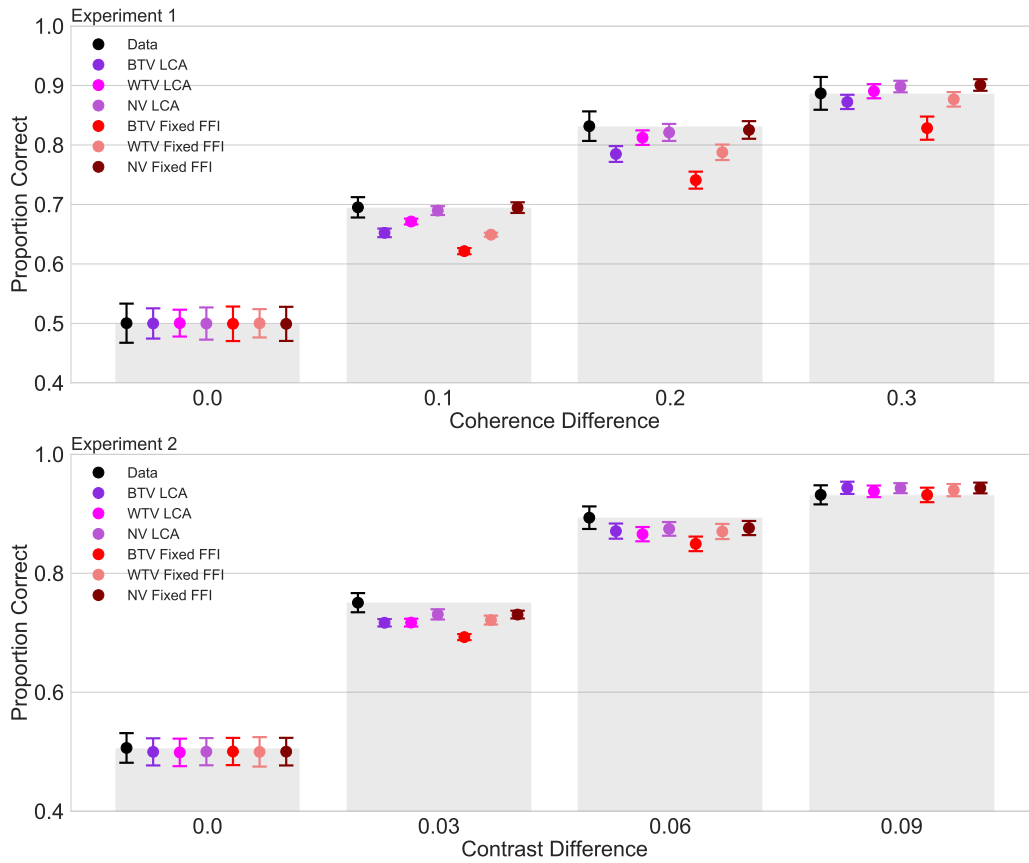 Experiment 1
1.0
Data
BTV LCA
WTV LCA
NV LCA
BTV Fixed FFI
WTV Fixed FFI
NV Fixed FFI
0.9
0.8
0.7
0.6
0.5
0.4
Proportion Correct
0.0 0.1 0.2 0.3
Coherence Difference
Experiment 2
1.0
Data
BTV LCA
WTV LCA
NV LCA
BTV Fixed FFI
WTV Fixed FFI
NV Fixed FFI
0.8
0.6
0.4
Proportion Correct
0.0 0.03 0.06 0.09
Contrast Difference